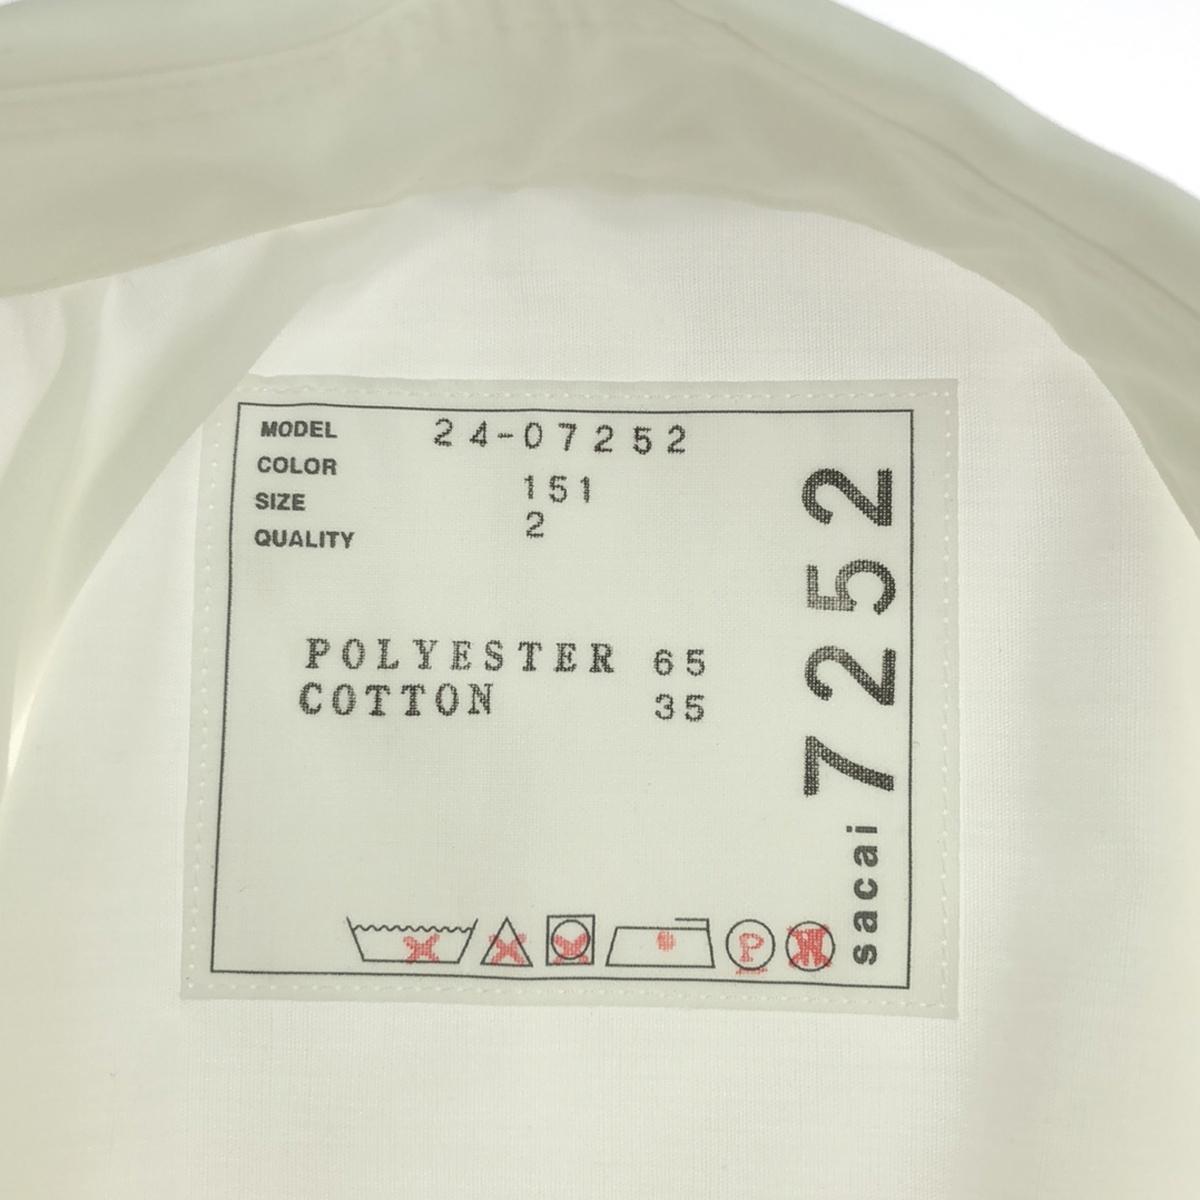 MODEL 24-07252
COLOR 151
SIZE 2
QUALITY
POLYESTER 65
COTTON 35
sacai 7252
P
W